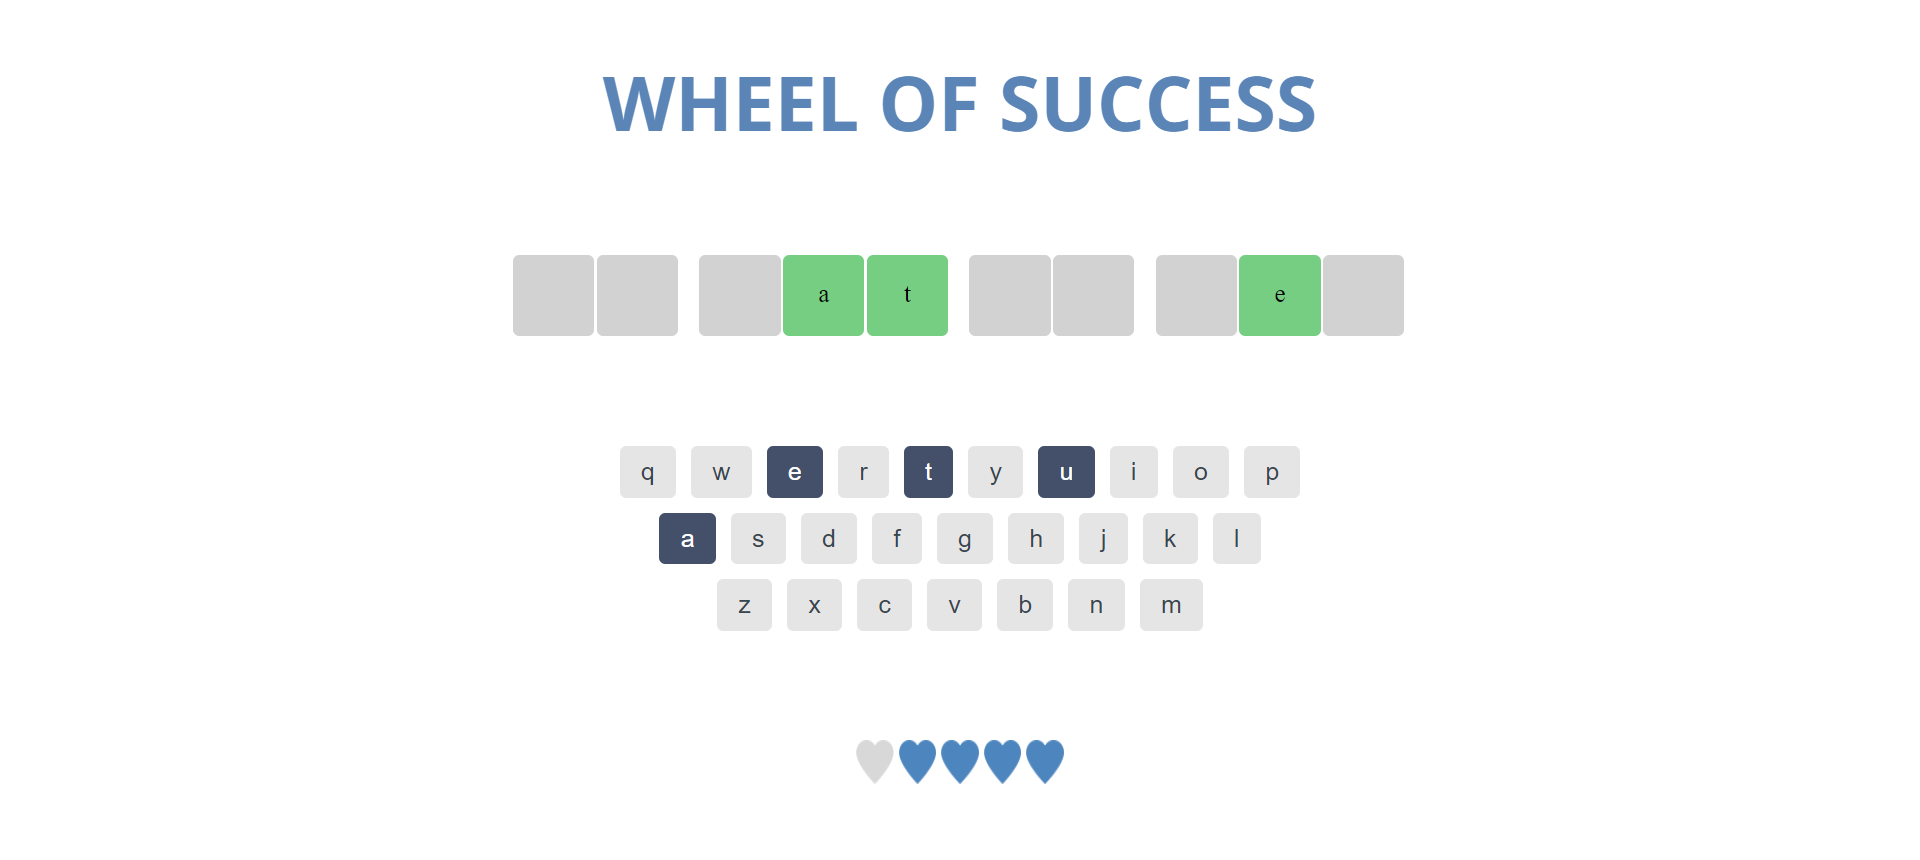 WHEEL OF SUCCESS
a t e
q w e r t y u i o p
a s d f g h j k l
z x c v b n m